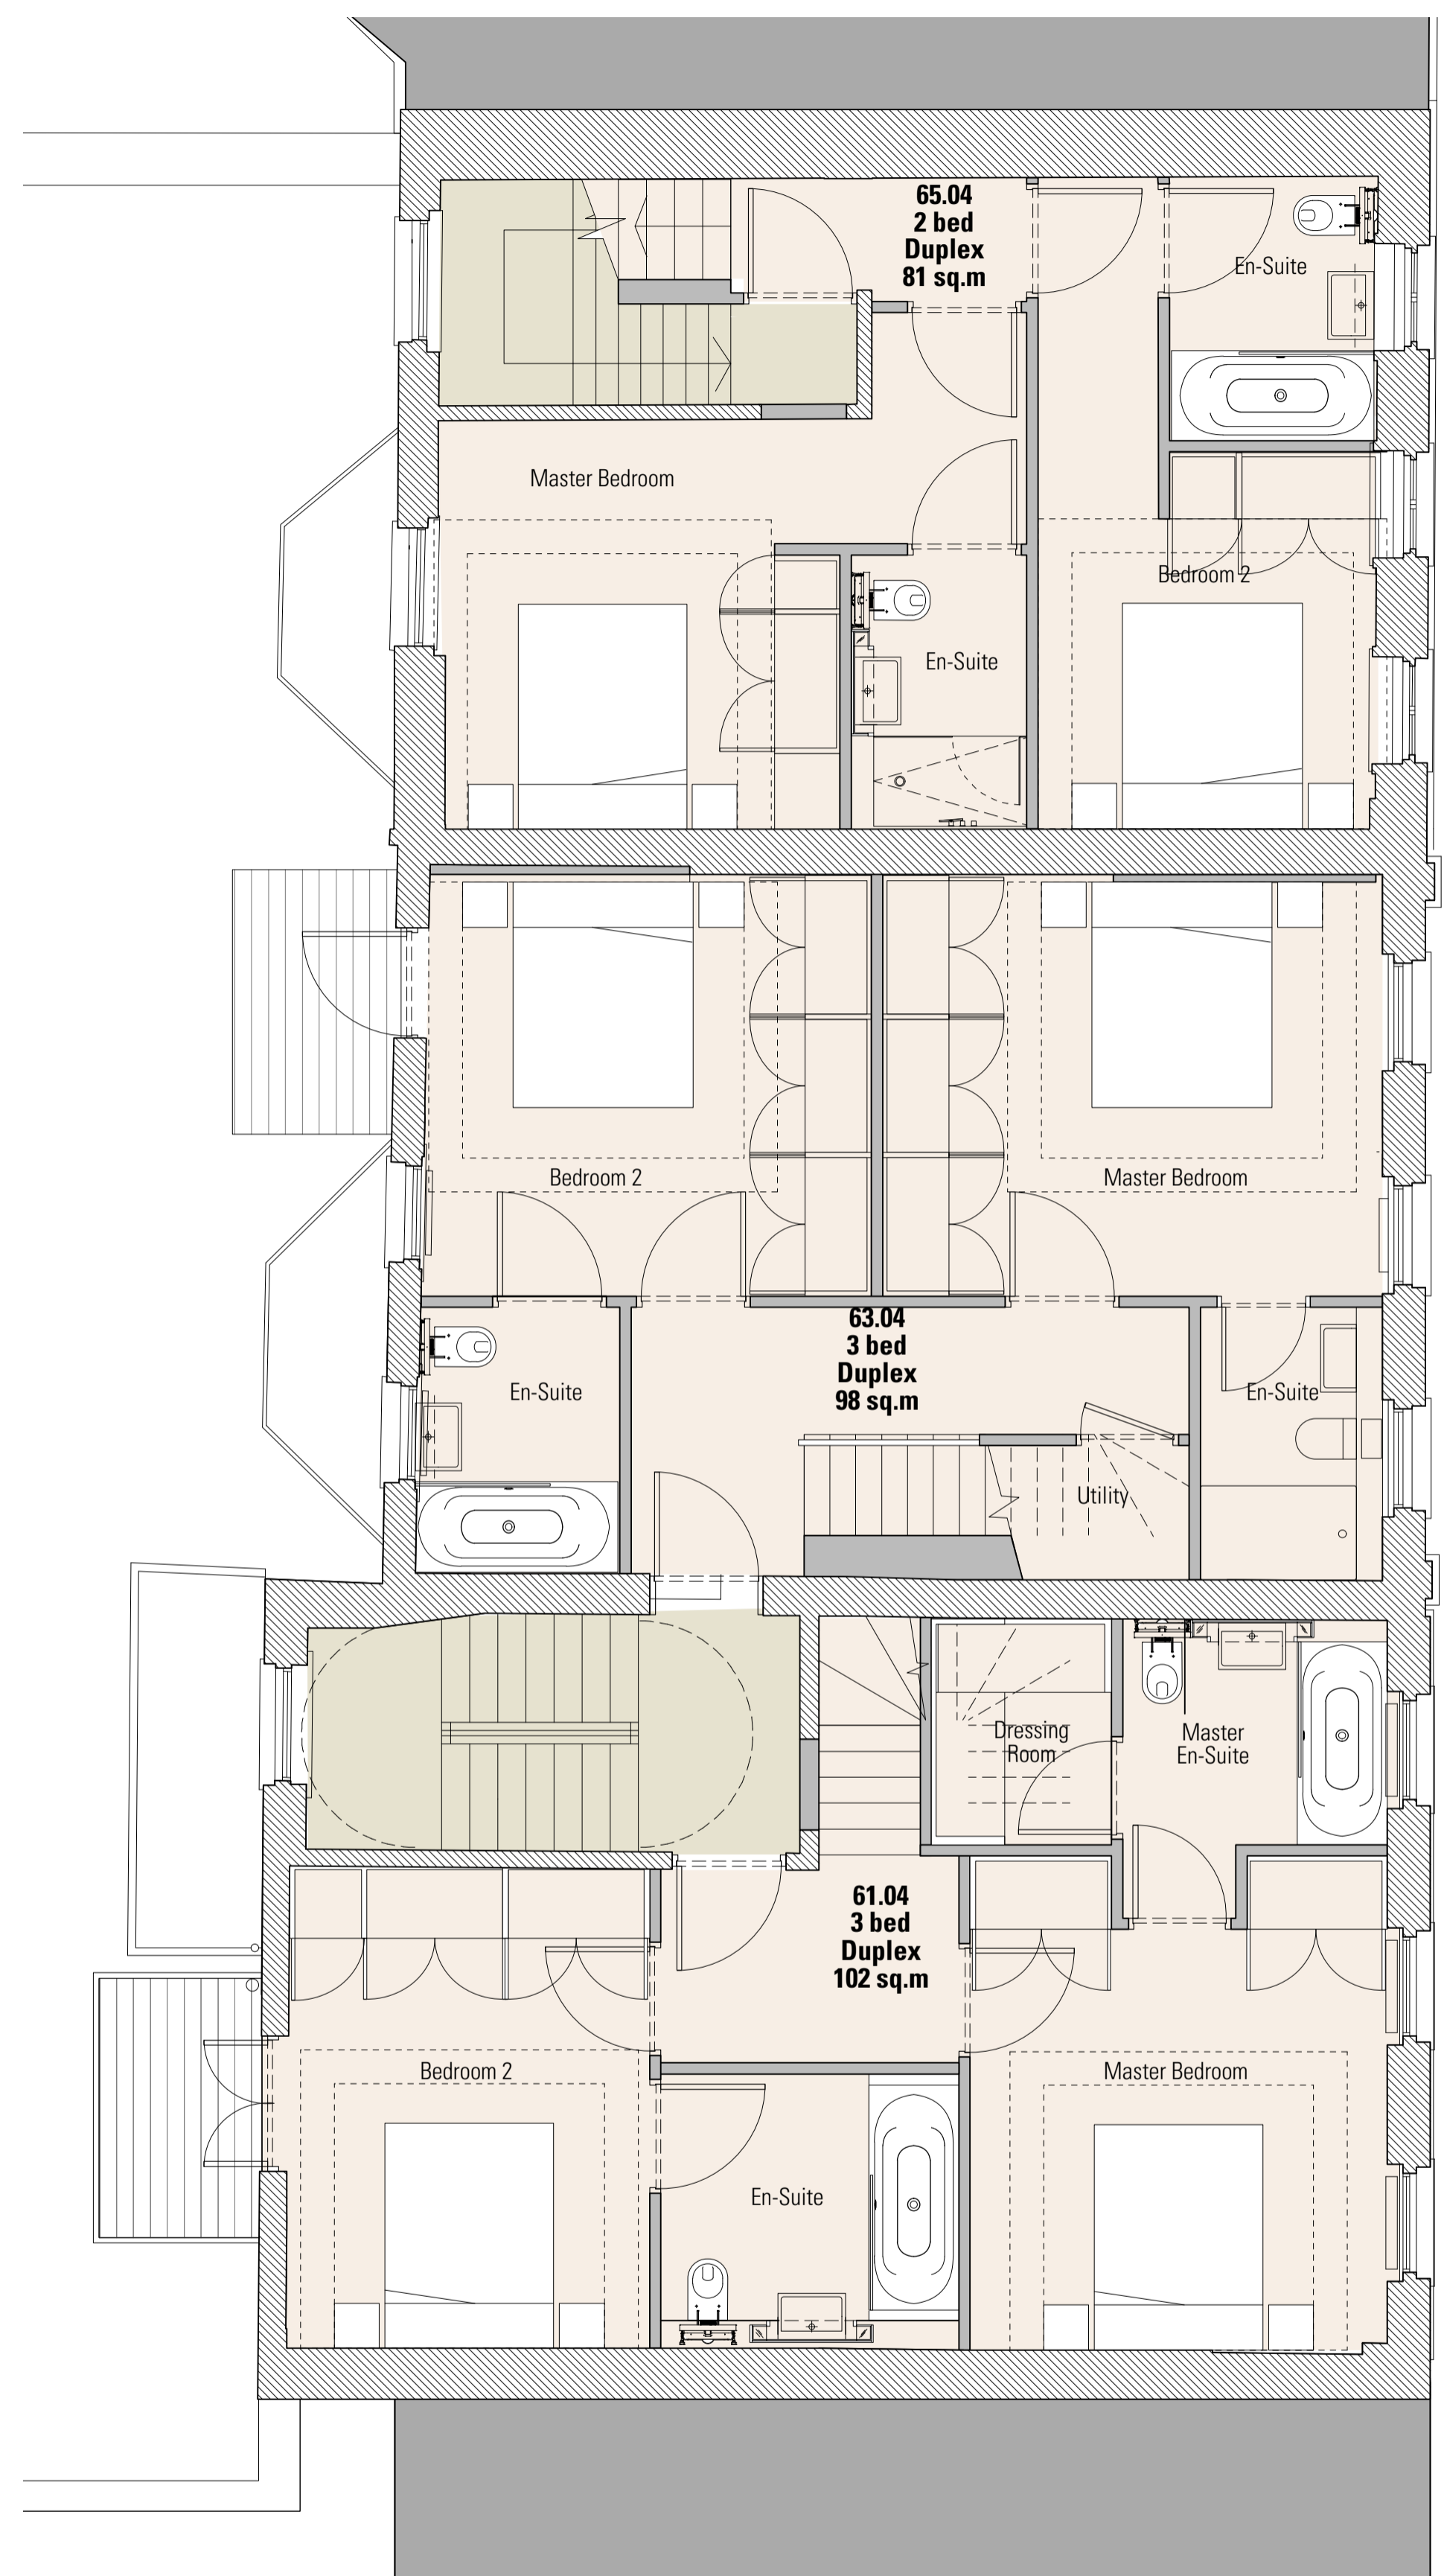 65.04
2 bed
Duplex
81 sq.m
En-Suite
Master Bedroom
Bedroom 2
En-Suite
Bedroom 2
Master Bedroom
63.04
3 bed
Duplex
98 sq.m
En-Suite
En-Suite
Utility
Dressing
Room
Master
En-Suite
61.04
3 bed
Duplex
102 sq.m
Bedroom 2
Master Bedroom
En-Suite